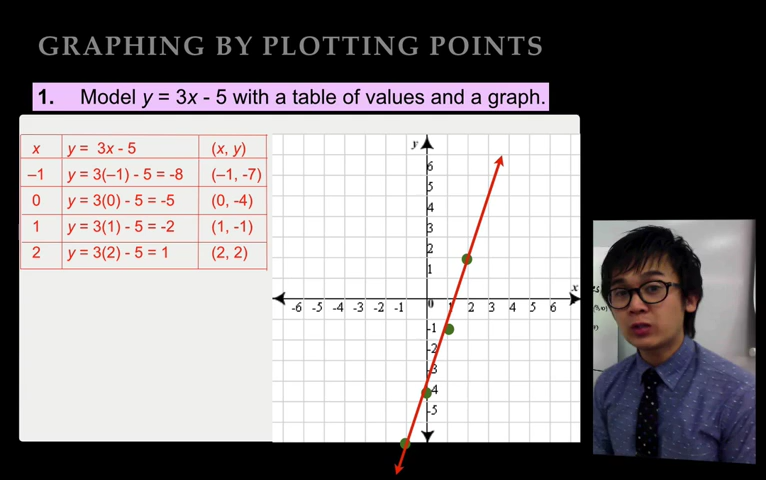 GRAPHING BY PLOTTING POINTS
1. Model y = 3x - 5 with a table of values and a graph.
x y = 3x - 5 (x, y)
–1 y = 3(–1) - 5 = -8 (–1, -7)
0 y = 3(0) - 5 = -5 (0, -4)
1 y = 3(1) - 5 = -2 (1, -1)
2 y = 3(2) - 5 = 1 (2, 2)
y
6
5
4
3
2
1
x
-6 -5 -4 -3 -2 -1 0 1 2 3 4 5 6
-1
-2
-3
-4
-5